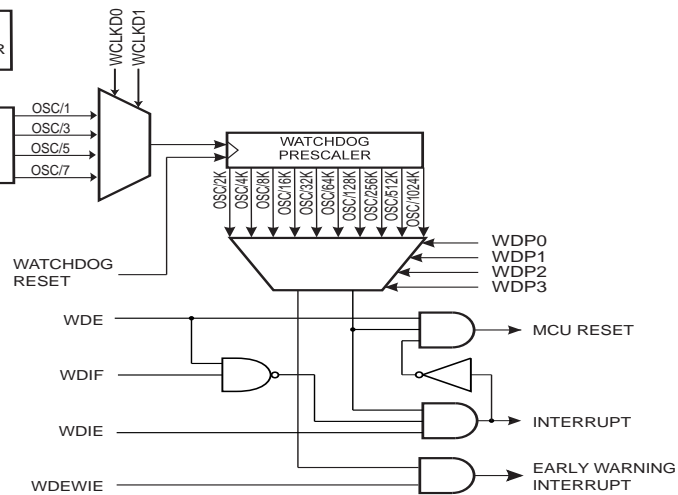 R
WCLKD0
WCLKD1
OSC/1
OSC/3
OSC/5
OSC/7
WATCHDOG
PRESCALER
OSC/2K
OSC/4K
OSC/8K
OSC/16K
OSC/32K
OSC/64K
OSC/128K
OSC/256K
OSC/512K
OSC/1024K
WATCHDOG
RESET
WDP0
WDP1
WDP2
WDP3
WDE
MCU RESET
WDIF
INTERRUPT
WDIE
EARLY WARNING
INTERRUPT
WDEWIE